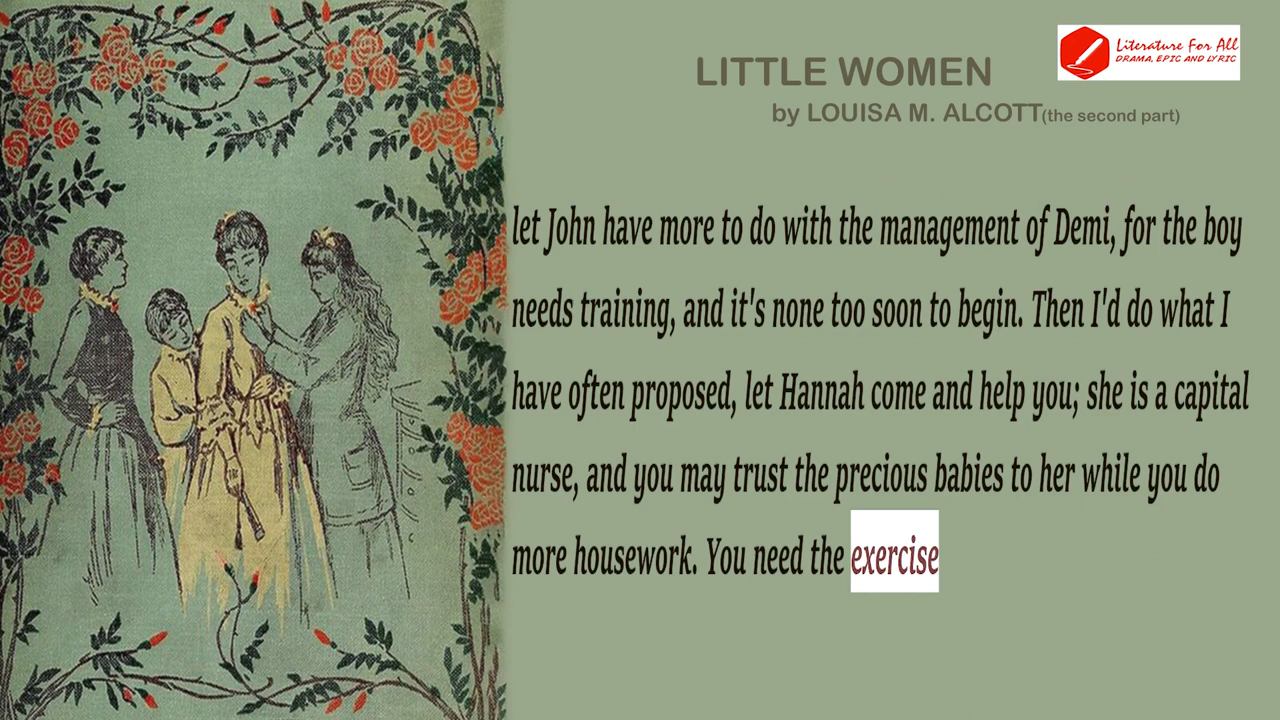 LITTLE WOMEN
by LOUISA M. ALCOTT(the second part)
Literature For All
DRAMA, EPIC AND LYRIC
let John have more to do with the management of Demi, for the boy
needs training, and it's none too soon to begin. Then I'd do what I
have often proposed, let Hannah come and help you; she is a capital
nurse, and you may trust the precious babies to her while you do
more housework. You need the exercise